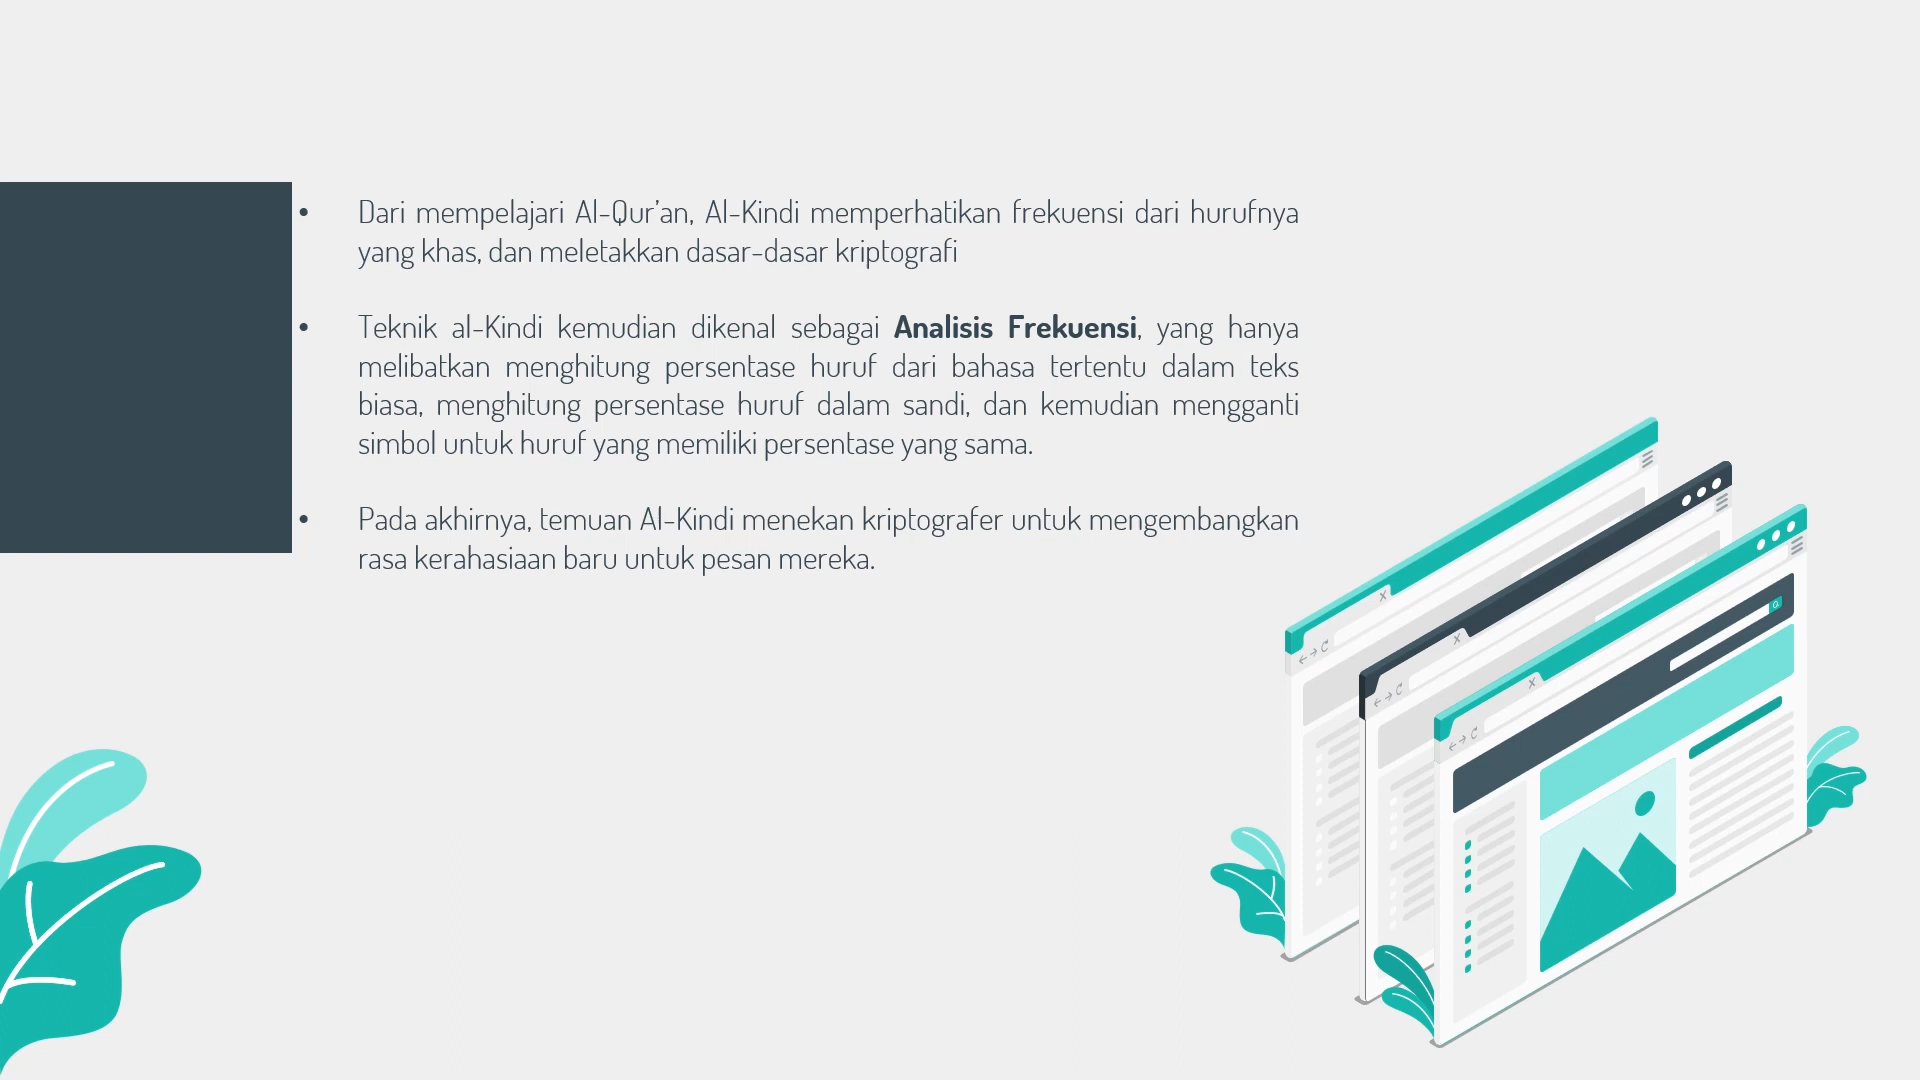 • Dari mempelajari Al-Qur’an, Al-Kindi memperhatikan frekuensi dari hurufnya
yang khas, dan meletakkan dasar-dasar kriptografi
• Teknik al-Kindi kemudian dikenal sebagai Analisis Frekuensi, yang hanya
melibatkan menghitung persentase huruf dari bahasa tertentu dalam teks
biasa, menghitung persentase huruf dalam sandi, dan kemudian mengganti
simbol untuk huruf yang memiliki persentase yang sama.
• Pada akhirnya, temuan Al-Kindi menekan kriptografer untuk mengembangkan
rasa kerahasiaan baru untuk pesan mereka.